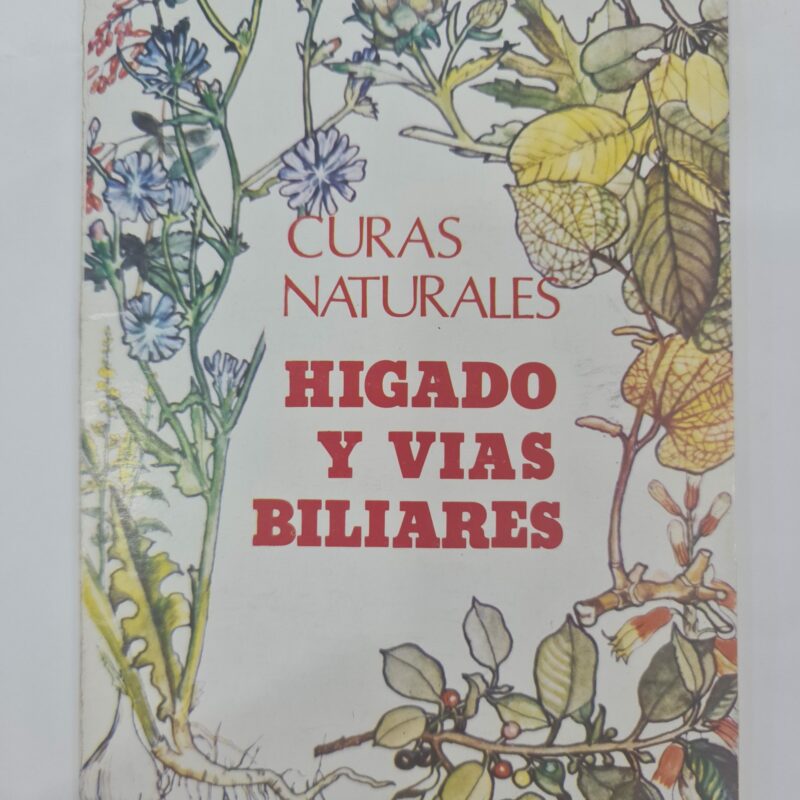 CURAS
NATURALES
HIGADO
Y VIAS
BILIARES